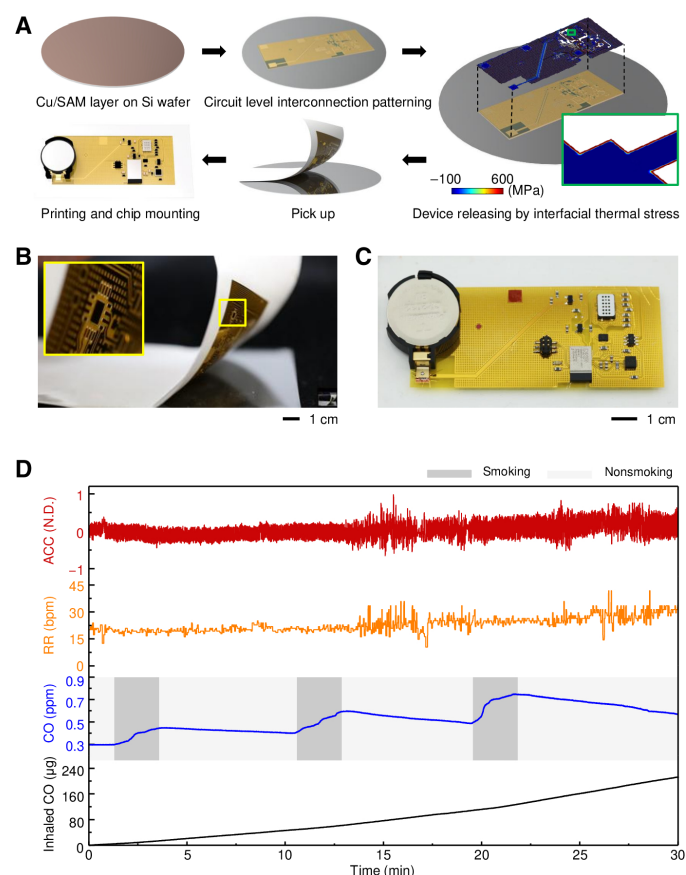 A
Cu/SAM layer on Si wafer
Circuit level interconnection patterning
−100 600
(MPa)
Printing and chip mounting
Pick up
Device releasing by interfacial thermal stress
B
1 cm
C
1 cm
D
Smoking
Nonsmoking
ACC (N.D.)
1
0
−1
RR (bpm)
45
30
15
0
CO (ppm)
0.9
0.7
0.5
0.3
Inhaled CO (μg)
240
160
80
0
0 5 10 15 20 25 30
Time (min)